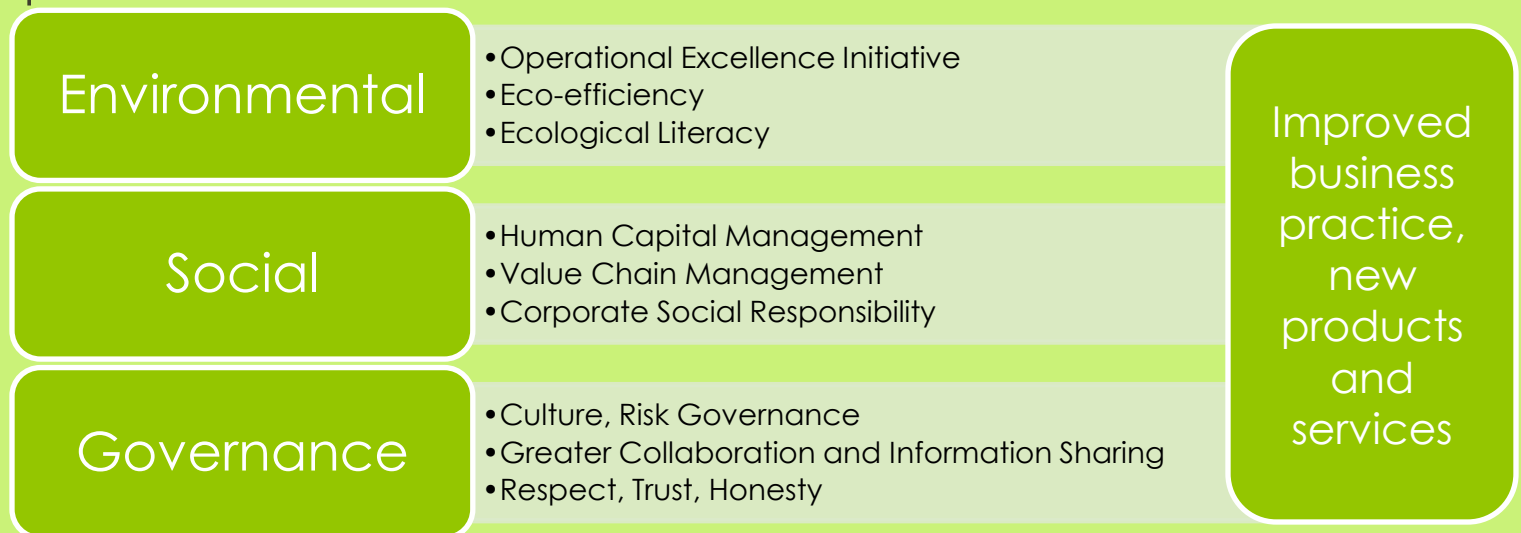 Environmental
•Operational Excellence Initiative
•Eco-efficiency
•Ecological Literacy
Social
•Human Capital Management
•Value Chain Management
•Corporate Social Responsibility
Governance
•Culture, Risk Governance
•Greater Collaboration and Information Sharing
•Respect, Trust, Honesty
Improved
business
practice,
new
products
and
services